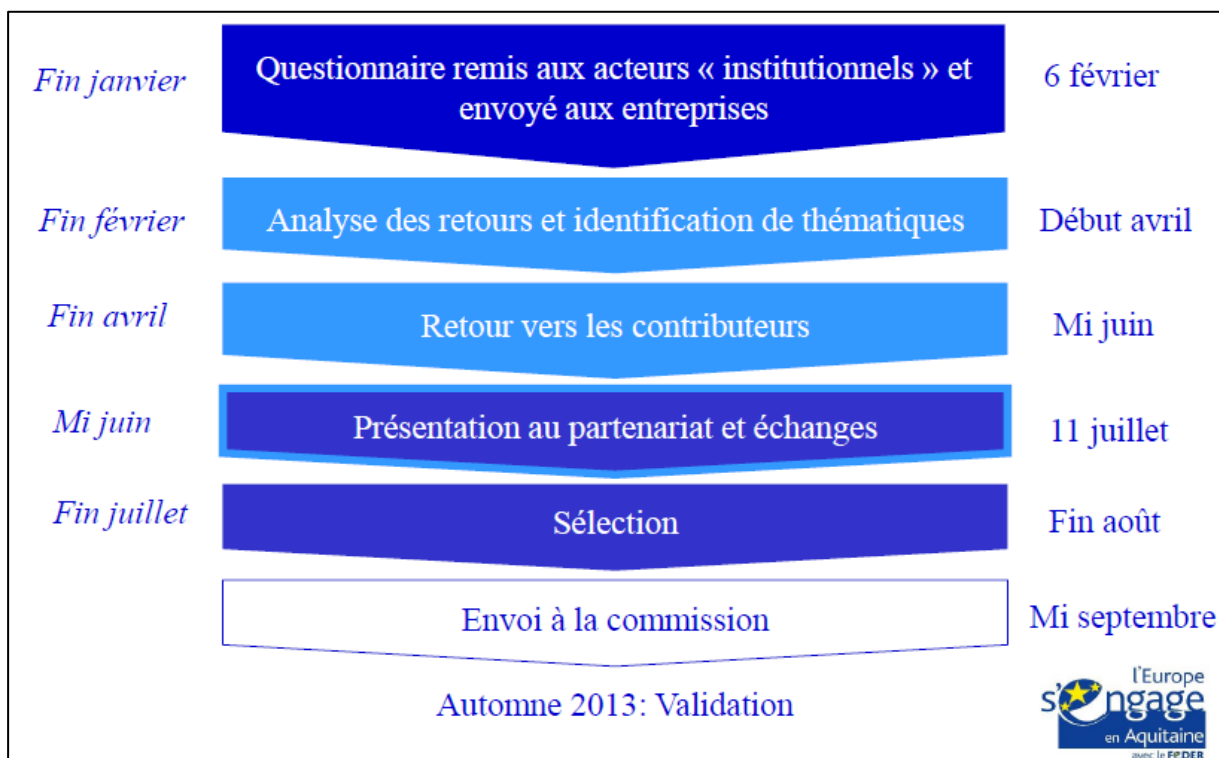 Fin janvier
Questionnaire remis aux acteurs « institutionnels » et
envoyé aux entreprises
6 février
Fin février
Analyse des retours et identification de thématiques
Début avril
Fin avril
Retour vers les contributeurs
Mi juin
Mi juin
Présentation au partenariat et échanges
11 juillet
Fin juillet
Sélection
Fin août
Envoi à la commission
Mi septembre
Automne 2013: Validation
l'Europe
s'engage
en Aquitaine
avec le FEDER